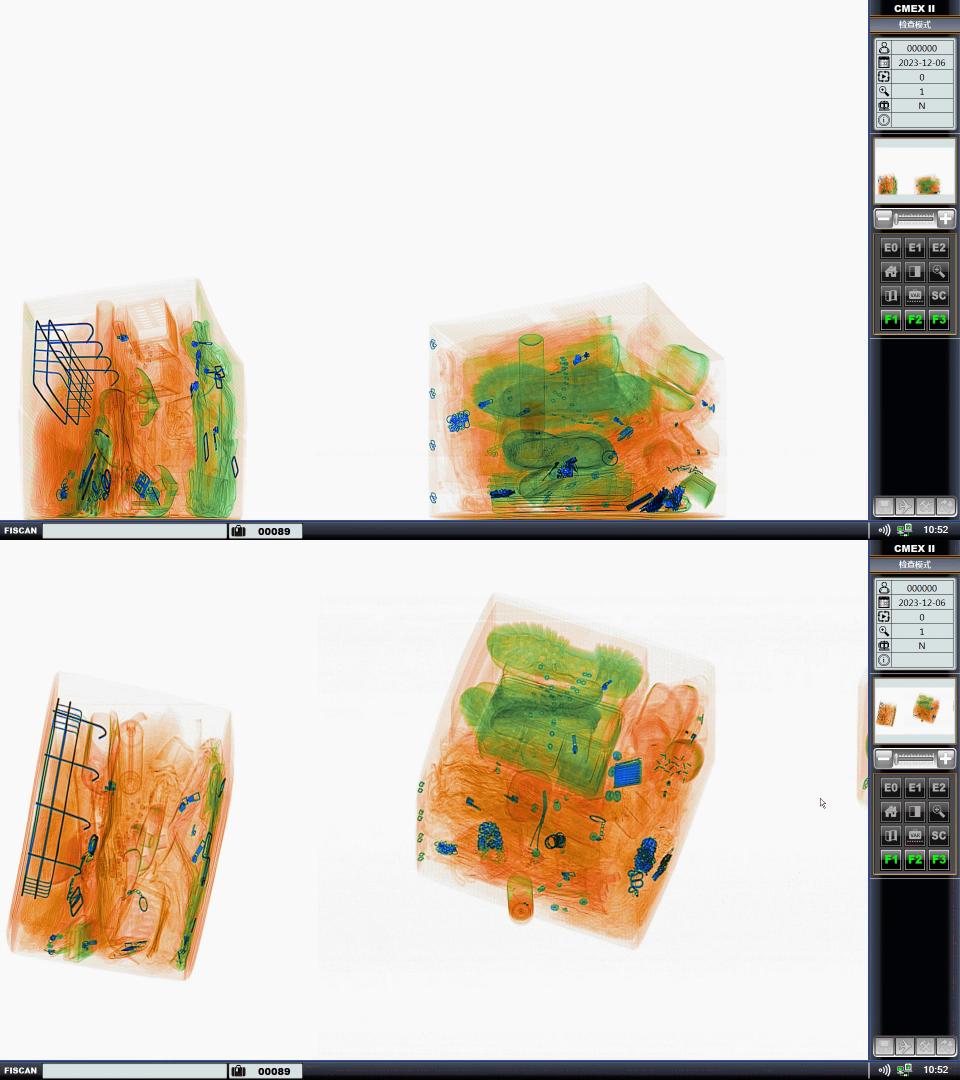 CMEX II
检查模式
000000
2023-12-06
0
1
N
E0 E1 E2
VAR SC
F1 F2 F3
FISCAN 00089 10:52
CMEX II
检查模式
000000
2023-12-06
0
1
N
E0 E1 E2
VAR SC
F1 F2 F3
FISCAN 00089 10:52